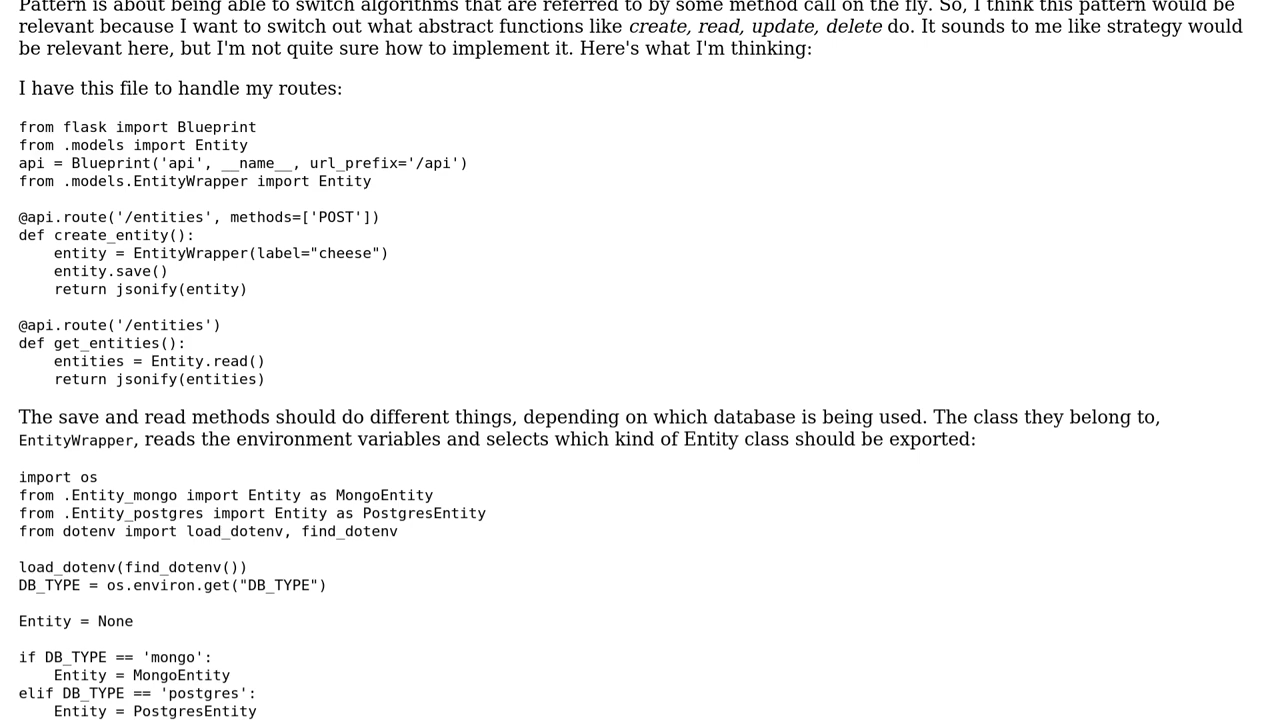 Pattern is about being able to switch algorithms that are referred to by some method call on the fly. So, I think this pattern would be
relevant because I want to switch out what abstract functions like create, read, update, delete do. It sounds to me like strategy would
be relevant here, but I'm not quite sure how to implement it. Here's what I'm thinking:
I have this file to handle my routes:
from flask import Blueprint
from .models import Entity
api = Blueprint('api', __name__, url_prefix='/api')
from .models.EntityWrapper import Entity
@api.route('/entities', methods=['POST'])
def create_entity():
    entity = EntityWrapper(label="cheese")
    entity.save()
    return jsonify(entity)
@api.route('/entities')
def get_entities():
    entities = Entity.read()
    return jsonify(entities)
The save and read methods should do different things, depending on which database is being used. The class they belong to,
EntityWrapper, reads the environment variables and selects which kind of Entity class should be exported:
import os
from .Entity_mongo import Entity as MongoEntity
from .Entity_postgres import Entity as PostgresEntity
from dotenv import load_dotenv, find_dotenv
load_dotenv(find_dotenv())
DB_TYPE = os.environ.get("DB_TYPE")
Entity = None
if DB_TYPE == 'mongo':
    Entity = MongoEntity
elif DB_TYPE == 'postgres':
    Entity = PostgresEntity